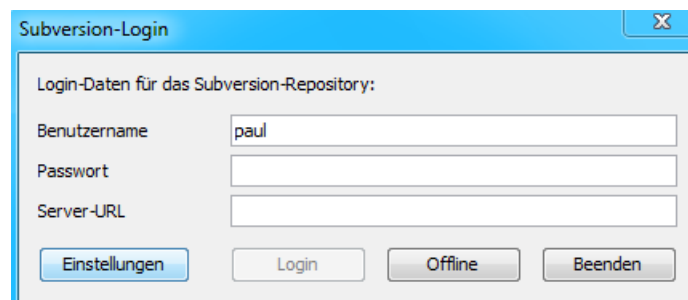 Subversion-Login
Login-Daten für das Subversion-Repository:
Benutzername paul
Passwort
Server-URL
Einstellungen Login Offline Beenden